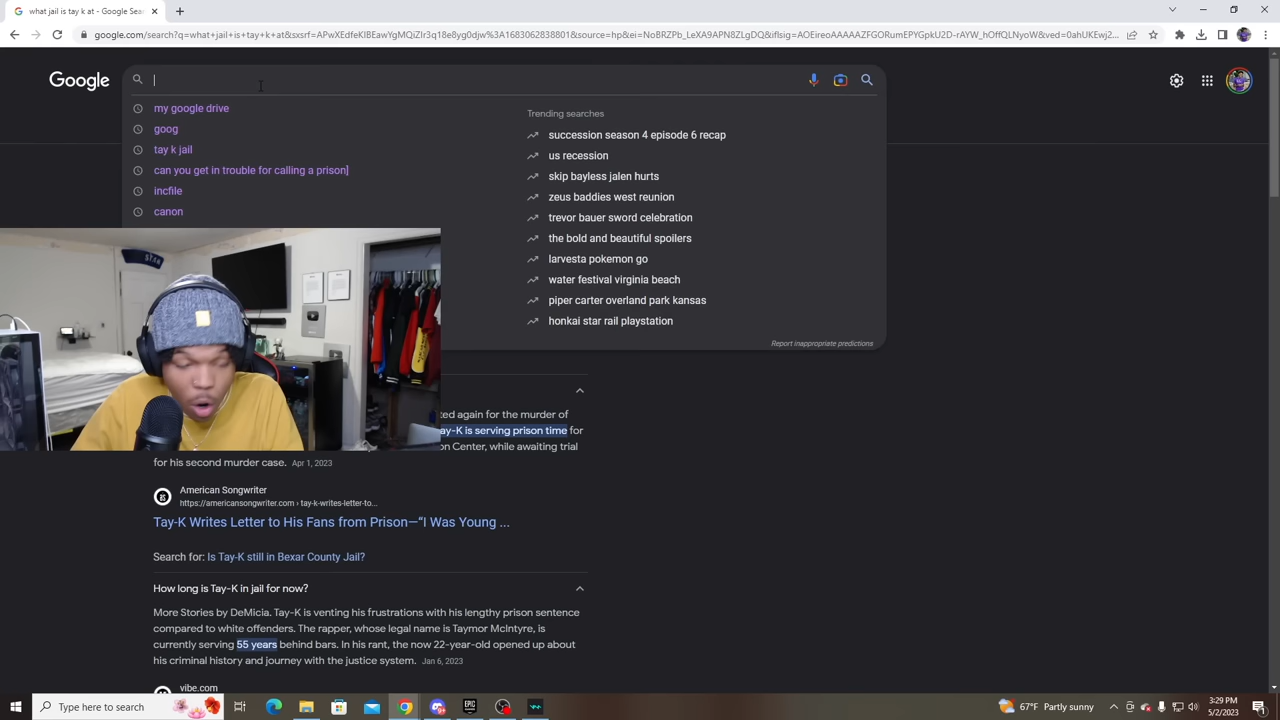 what jail is tay k at - Google Sea
google.com/search?q=what+jail+is+tay+k+at&sxsrf=APwXEdfeKIBEawYgMQiZIr3q18e8yg0djw%3A1683062838801&source=hp&ei=NoBRZPb_LeXA9APN8ZLgDQ&iflsig=AOEireoAAAAAZFGORumEPYGpkU2D-rAYW_hOffQLNyoW&ved=0ahUKEwj2...
Google
my google drive
goog
tay k jail
can you get in trouble for calling a prison]
incfile
canon
Trending searches
succession season 4 episode 6 recap
us recession
skip bayless jalen hurts
zeus baddies west reunion
trevor bauer sword celebration
the bold and beautiful spoilers
larvesta pokemon go
water festival virginia beach
piper carter overland park kansas
honkai star rail playstation
Report inappropriate predictions
ted again for the murder of
ay-K is serving prison time for
on Center, while awaiting trial
for his second murder case. Apr 1, 2023
American Songwriter
https://americansongwriter.com › tay-k-writes-letter-to...
Tay-K Writes Letter to His Fans from Prison—“I Was Young ...
Search for: Is Tay-K still in Bexar County Jail?
How long is Tay-K in jail for now?
More Stories by DeMicia. Tay-K is venting his frustrations with his lengthy prison sentence
compared to white offenders. The rapper, whose legal name is Taymor McIntyre, is
currently serving 55 years behind bars. In his rant, the now 22-year-old opened up about
his criminal history and journey with the justice system. Jan 6, 2023
vibe.com
Type here to search
67°F Partly sunny
3:29 PM
5/2/2023